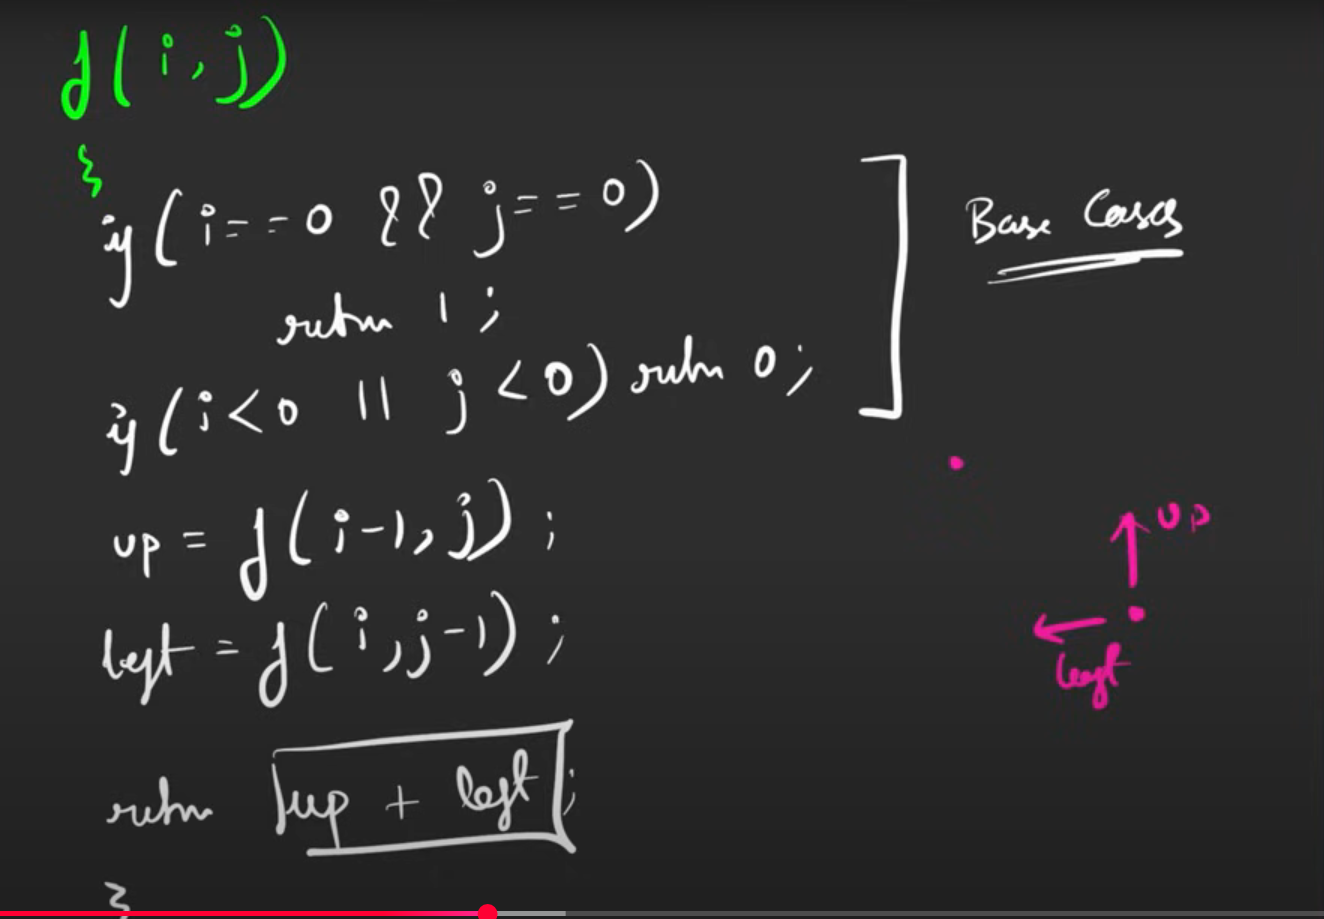 f(i,j)
{
if(i==0 && j==0)
return 1;
if(i<0 || j<0) return 0;
Base Cases
up = f(i-1,j);
left = f(i,j-1);
up
left
return up + left;
}